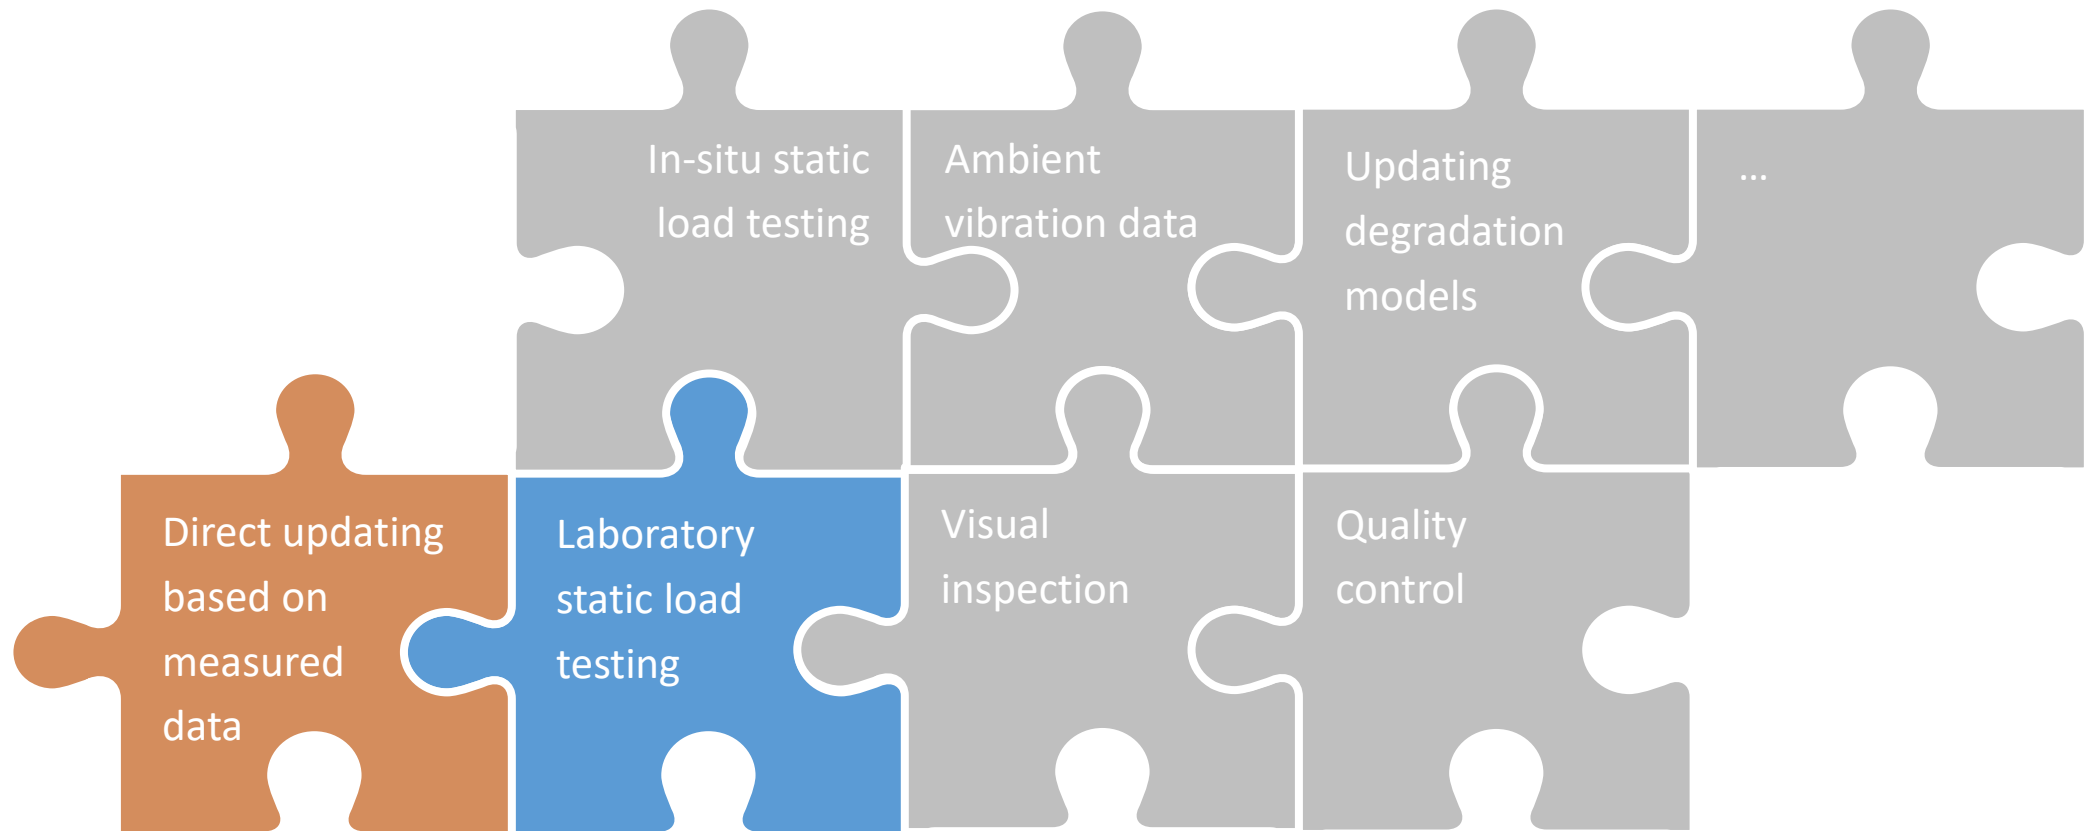 In-situ static
load testing
Ambient
vibration data
Updating
degradation
models
...
Direct updating
based on
measured
data
Laboratory
static load
testing
Visual
inspection
Quality
control